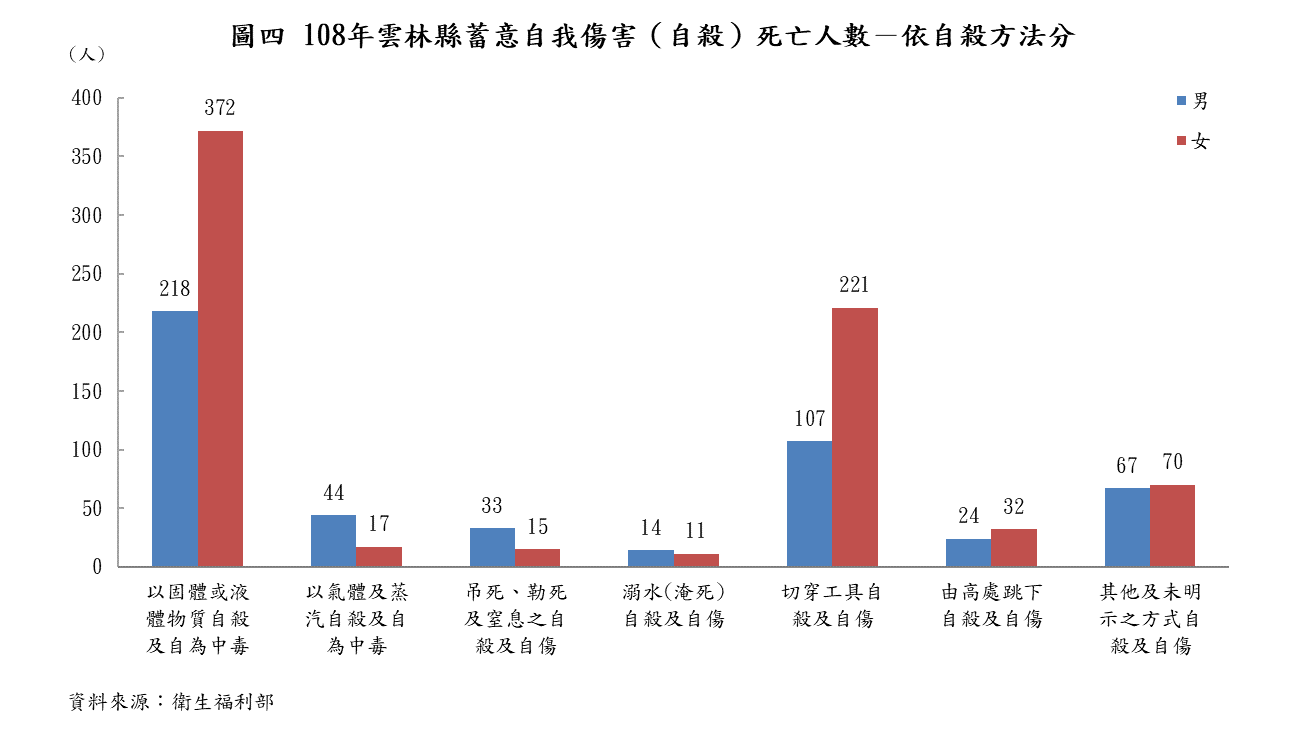 圖四 108年雲林縣蓄意自我傷害（自殺）死亡人數－依自殺方法分
（人）
男
女
400
350
300
250
200
150
100
50
0
218
372
44
17
33
15
14
11
107
221
24
32
67
70
以固體或液
體物質自殺
及自為中毒
以氣體及蒸
汽自殺及自
為中毒
吊死、勒死
及窒息之自
殺及自傷
溺水(淹死)
自殺及自傷
切穿工具自
殺及自傷
由高處跳下
自殺及自傷
其他及未明
示之方式自
殺及自傷
資料來源：衛生福利部